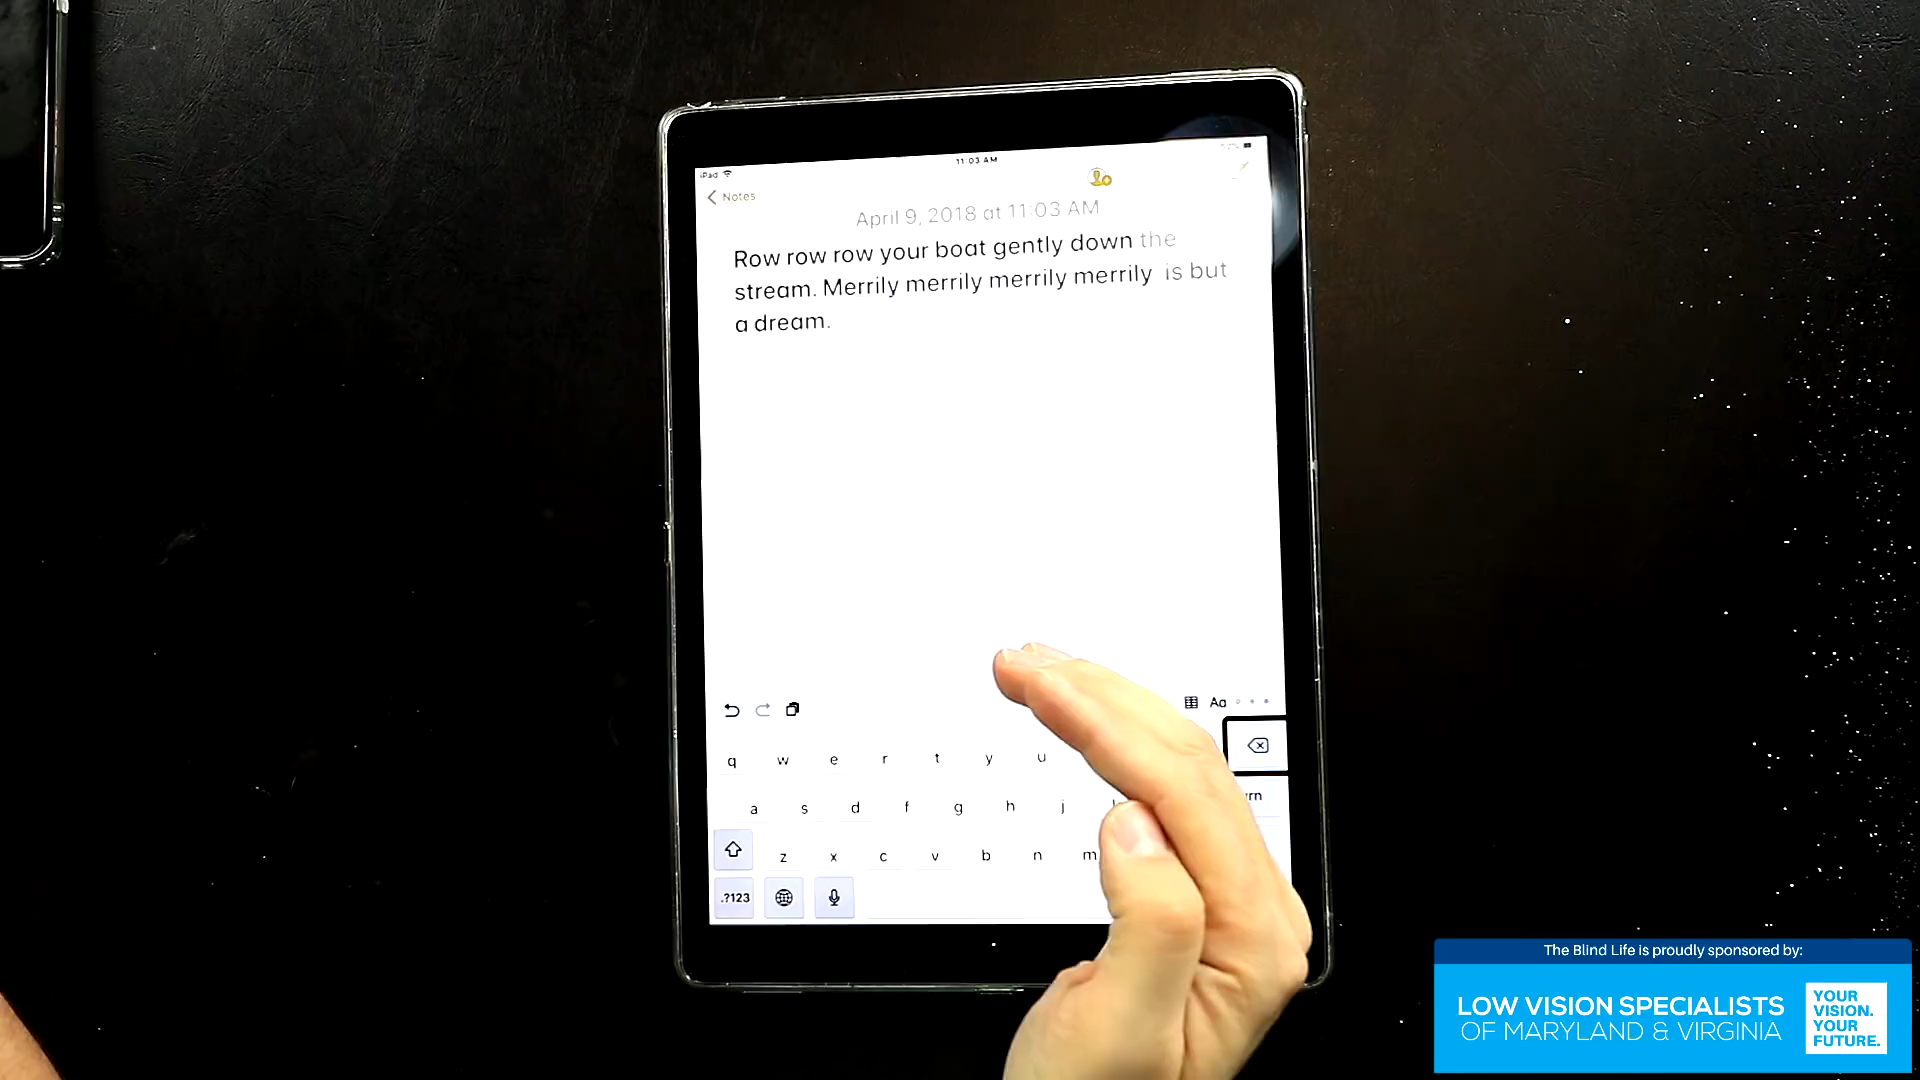 11:03 AM
iPad
Notes
April 9, 2018 at 11:03 AM
Row row row your boat gently down the
stream. Merrily merrily merrily merrily is but
a dream.
Aa
q w e r t y u
a s d f g h j
rn
z x c v b n m
.?123
The Blind Life is proudly sponsored by:
LOW VISION SPECIALISTS
OF MARYLAND & VIRGINIA
YOUR
VISION.
YOUR
FUTURE.